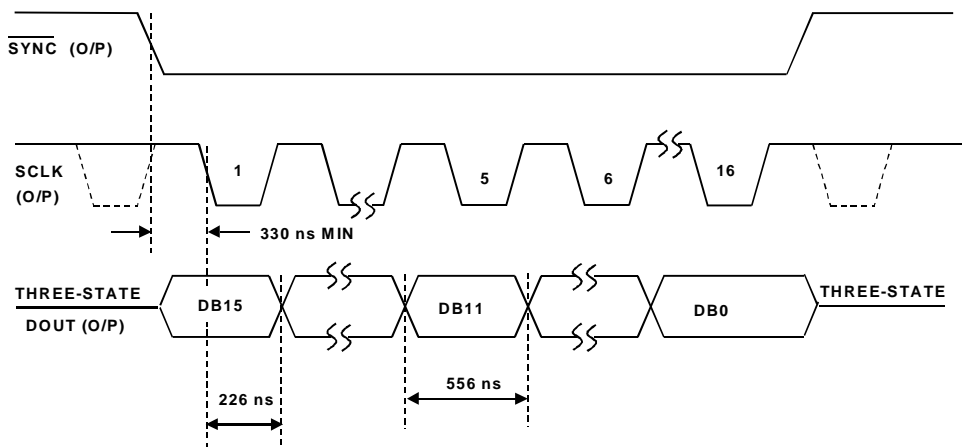 SYNC (O/P)
SCLK
(O/P)
1
5
6
16
330 ns MIN
THREE-STATE
DOUT (O/P)
DB15
DB11
DB0
THREE-STATE
226 ns
556 ns